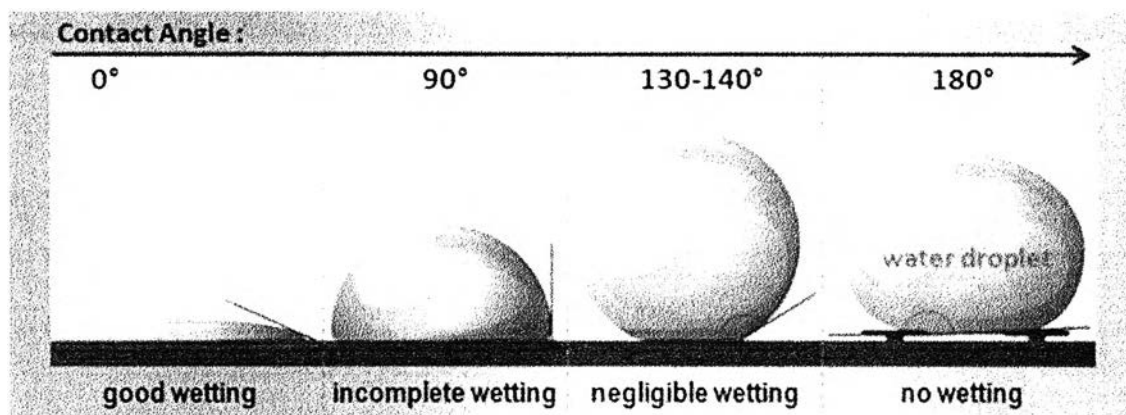 Contact Angle :
0° 90° 130-140° 180°
water droplet
good wetting incomplete wetting negligible wetting no wetting